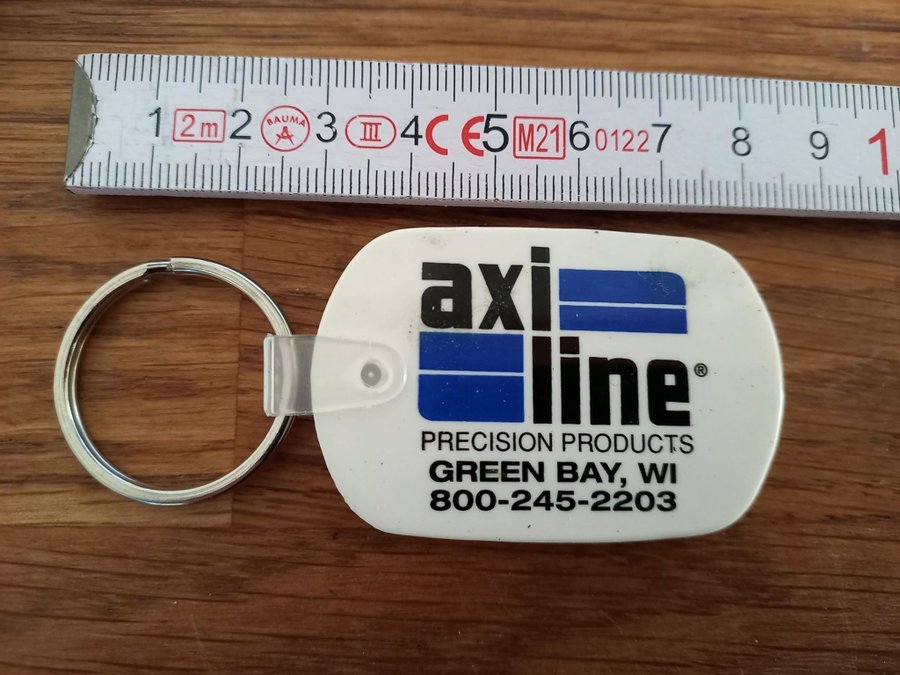 1 2m 2 BAUMA 3 III 4 CE 5 M21 6 0122 7 8 9 1
axi
line®
PRECISION PRODUCTS
GREEN BAY, WI
800-245-2203